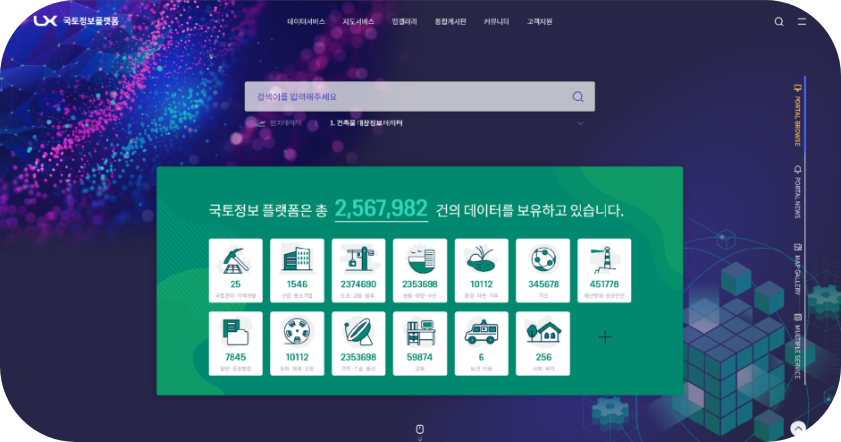 LX 국토정보플랫폼
데이터서비스 지도서비스 맵갤러리 통합게시판 커뮤니티 고객지원
검색어를 입력해주세요
인기데이터 1. 건축물 대장정보 데이터
국토정보 플랫폼은 총 2,567,982 건의 데이터를 보유하고 있습니다.
25 1546 2374690 2353698 10112 345678 451778
국토관리·지역개발 산업·중소기업 도로·교통·물류 농림·해양·수산 환경·자연·기후 지도 재난방재·공공안전
7845 10112 2353698 59874 6 256
일반·공공행정 문화·체육·관광 과학·기술·통신 교육 보건·의료 사회·복지
PORTAL BROWSE
PORTAL NEWS
MAP GALLERY
MULTIPLE SERVICE